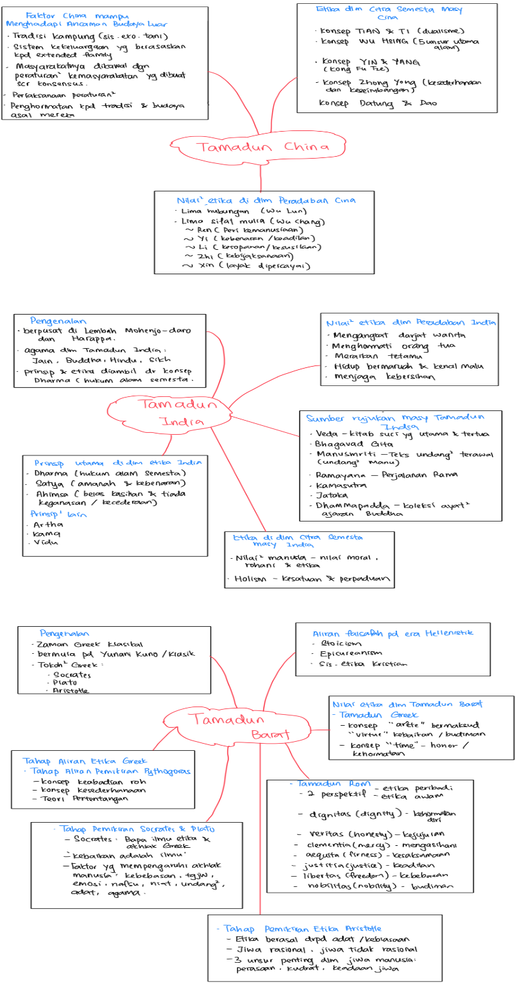 Faktor China mampu
Menghadapi Ancaman Budaya Luar
· Tradisi kampung (sis. eko. tani)
· Sistem kekeluargaan yg berasaskan
kpd extended family
· Masyarakatnya dikawal dgn
peraturan² kemasyarakatan yg dibuat
scr konsensus.
· Perlaksanaan peraturan²
· Penghormatan kpd tradisi & budaya
asal mereka
Etika dlm Citra Semesta Masy
Cina
· Konsep TIAN & TI (dualisme)
· Konsep WU HSING (5 unsur utama
alam)
· Konsep YIN & YANG
(Kong Fu Tze)
· Konsep Zhong Yong (kesederhanaan
dan keseimbangan)
Konsep Datung & Dao
Tamadun China
Nilai² etika di dlm Peradaban Cina
· Lima hubungan (Wu Lun)
· Lima sifat mulia (Wu Chang)
~ Ren (Peri kemanusiaan)
~ Yi (kebenaran / keadilan)
~ Li (kesopanan / kesusilaan)
~ Zhi (kebijaksanaan)
~ Xin (layak dipercayai)
Pengenalan
· berpusat di Lembah Mohenjo-daro
dan Harappa.
· agama dlm Tamadun India:
Jain, Buddha, Hindu, Sikh
· prinsip & etika diambil dr konsep
Dharma (hukum alam semesta.
Nilai² etika dlm Peradaban India
· Mengangkat darjat wanita
· Menghormati orang tua
· Meraikan tetamu
· Hidup bermaruah & kenal malu
· Menjaga kebersihan
Tamadun
India
Sumber rujukan masy Tamadun
India
· Veda - kitab suci yg utama & tertua
· Bhagavad Gita
· Manusmriti - Teks undang² terawal
(undang² Manu)
· Ramayana - Perjalanan Rama
· Kamasutra
· Jataka
· Dhammapadda - koleksi ayat²
ajaran Buddha
Prinsip utama di dlm etika India
· Dharma (hukum alam semesta)
· Satya (amanah & kebenaran)
· Ahimsa (belas kasihan & tiada
keganasan / kecederaan)
Prinsip² lain
· Artha
· Kama
· Vidu
Etika di dlm Citra Semesta
masy India
· Nilai² manusia - nilai moral,
rohani & etika
· Holism - kesatuan & perpaduan
Pengenalan
· Zaman Greek Klasikal
· bermula pd Yunani Kuno / Klasik
· Tokoh² Greek:
· Socrates
· Plato
· Aristotle
Aliran falsafah pd era Hellenistik
· Stoicism
· Epicureanism
· Sis. etika Kristian
Tamadun
Barat
Nilai etika dlm Tamadun Barat
- Tamadun Greek
- konsep "arete" bermaksud
"virtue" kebaikan / budiman
- konsep "time" - honor /
kehormatan
Tahap Aliran Etika Greek
· Tahap Aliran Pemikiran Pythagoras
- konsep keabadian roh
- konsep kesederhanaan
- Teori Pertentangan
- Tamadun Rom
- 2 perspektif - etika peribadi
- etika awam
- dignitas (dignity) - kehormatan
diri
- veritas (honesty) - kejujuran
- clementia (mercy) - mengasihani
- aequita (firness) - kesaksamaan
- justitia (justice) - keadilan
- libertas (freedom) - kebebasan
- nobilitas (nobility) - budiman
· Tahap Pemikiran Socrates & Plato
- Socrates: Bapa ilmu etika &
akhlak Greek
- 'kebaikan adalah ilmu'
- Faktor yg mempengaruhi akhlak
manusia: kebebasan, tgjw,
emosi, nafsu, niat, undang²,
adat, agama.
· Tahap Pemikiran Etika Aristotle
- Etika berasal drpd adat / kebiasaan
- Jiwa rasional, jiwa tidak rasional
- 3 unsur penting dlm jiwa manusia:
perasaan, kudrat, keadaan jiwa